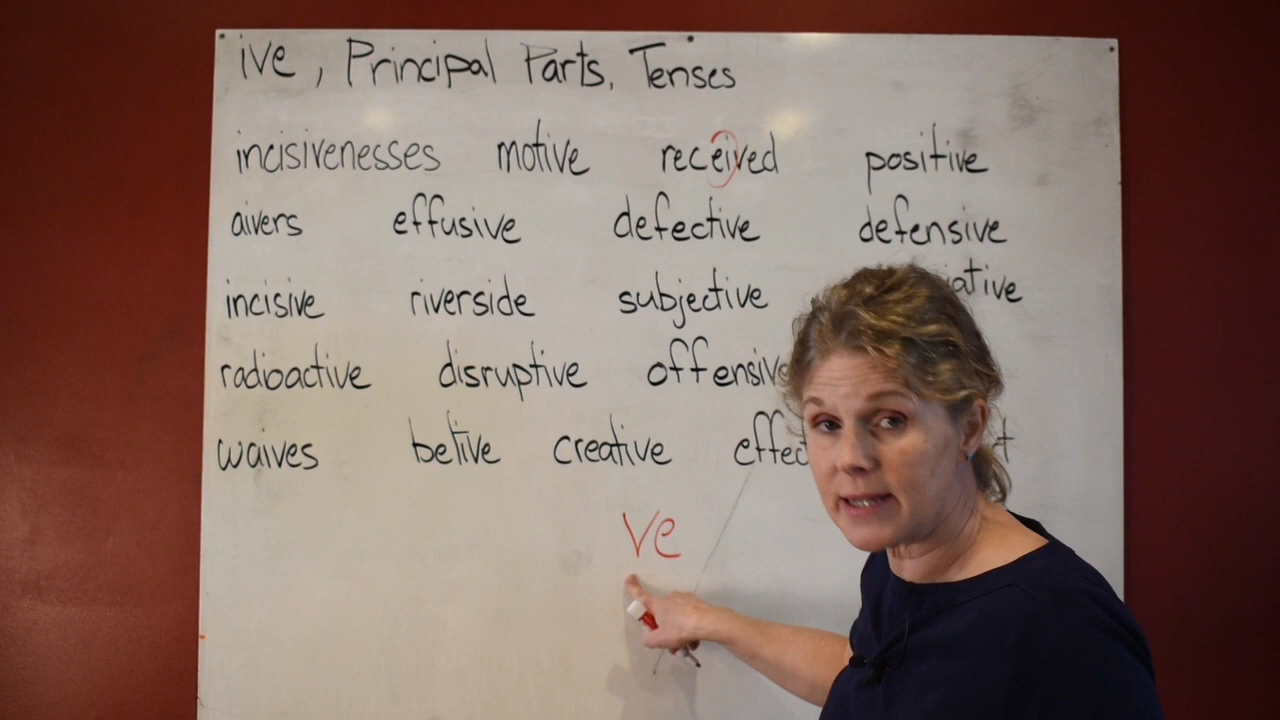 ive, Principal Parts, Tenses
incisivenesses motive received positive
aivers effusive defective defensive
incisive riverside subjective
radioactive disruptive
waives belive creative
ve